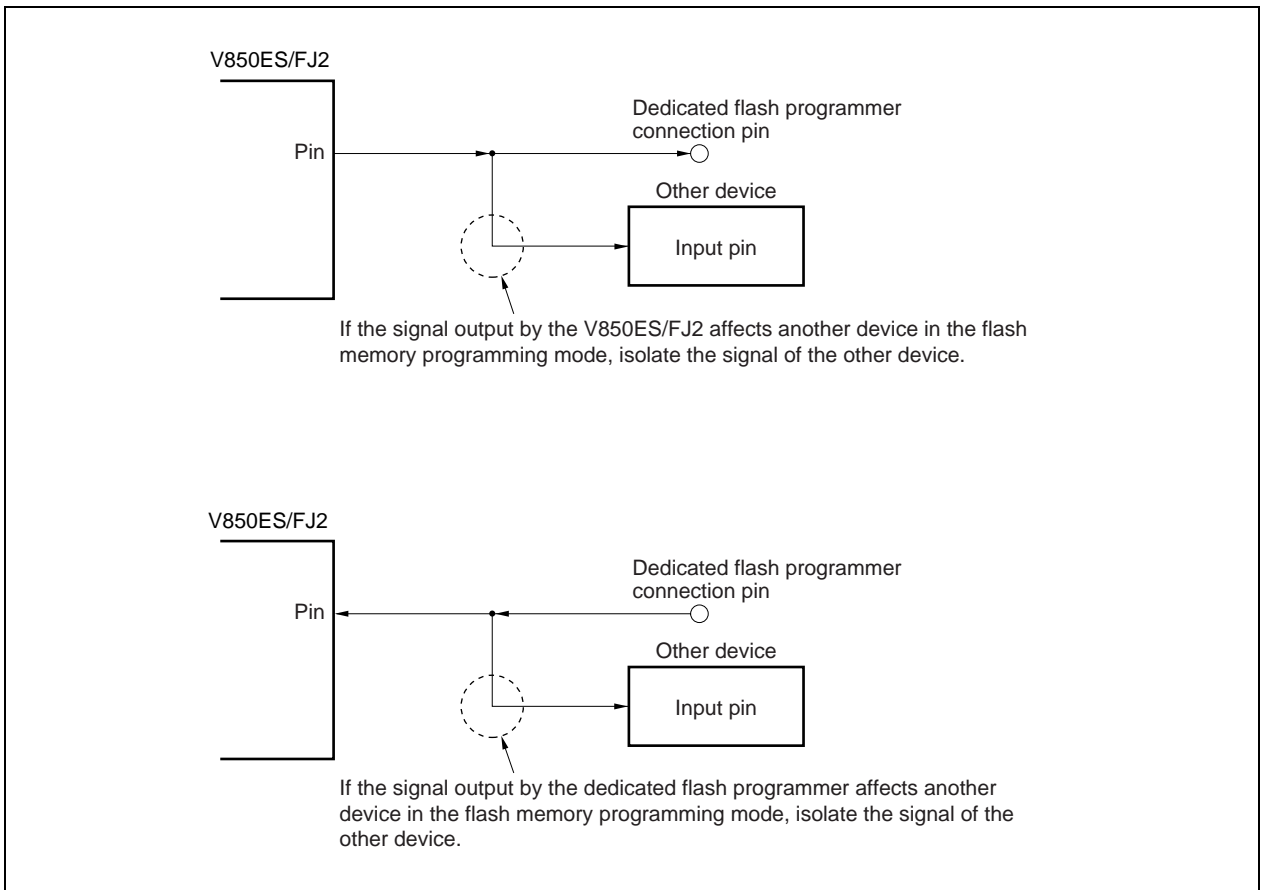 V850ES/FJ2
Dedicated flash programmer
connection pin
Pin
Other device
Input pin
If the signal output by the V850ES/FJ2 affects another device in the flash
memory programming mode, isolate the signal of the other device.
V850ES/FJ2
Dedicated flash programmer
connection pin
Pin
Other device
Input pin
If the signal output by the dedicated flash programmer affects another
device in the flash memory programming mode, isolate the signal of the
other device.